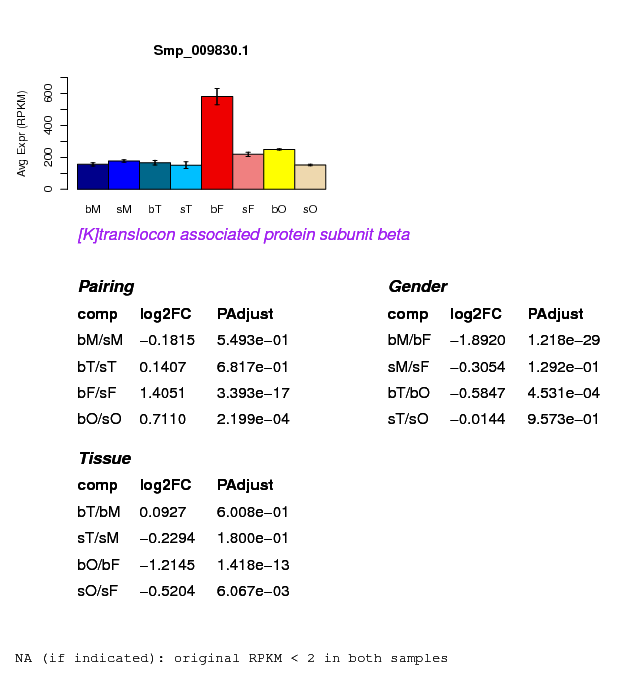 Smp_009830.1
Avg Expr (RPKM)
0 200 400 600
bM sM bT sT bF sF bO sO
[K]translocon associated protein subunit beta
Pairing
comp log2FC PAdjust
bM/sM −0.1815 5.493e−01
bT/sT 0.1407 6.817e−01
bF/sF 1.4051 3.393e−17
bO/sO 0.7110 2.199e−04
Gender
comp log2FC PAdjust
bM/bF −1.8920 1.218e−29
sM/sF −0.3054 1.292e−01
bT/bO −0.5847 4.531e−04
sT/sO −0.0144 9.573e−01
Tissue
comp log2FC PAdjust
bT/bM 0.0927 6.008e−01
sT/sM −0.2294 1.800e−01
bO/bF −1.2145 1.418e−13
sO/sF −0.5204 6.067e−03
NA (if indicated): original RPKM < 2 in both samples